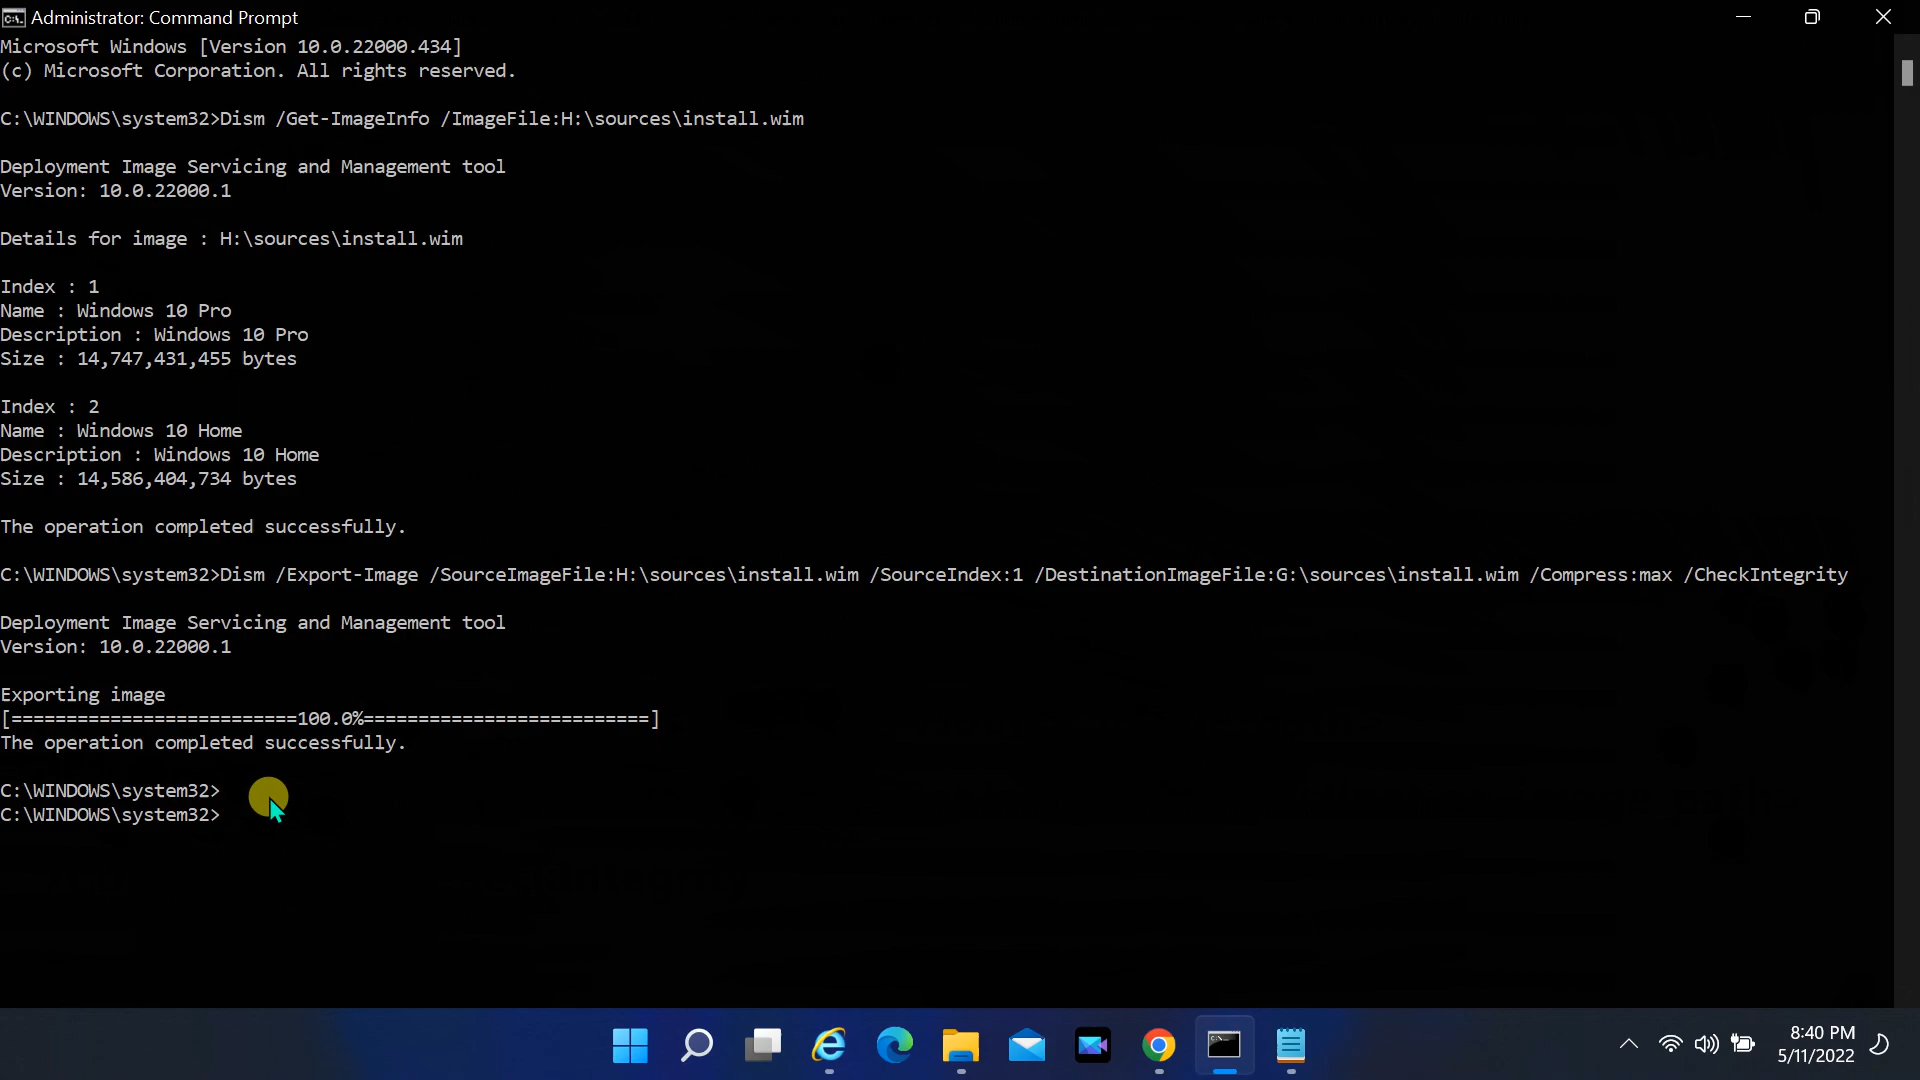 Administrator: Command Prompt
Microsoft Windows [Version 10.0.22000.434]
(c) Microsoft Corporation. All rights reserved.
C:\WINDOWS\system32>Dism /Get-ImageInfo /ImageFile:H:\sources\install.wim
Deployment Image Servicing and Management tool
Version: 10.0.22000.1
Details for image : H:\sources\install.wim
Index : 1
Name : Windows 10 Pro
Description : Windows 10 Pro
Size : 14,747,431,455 bytes
Index : 2
Name : Windows 10 Home
Description : Windows 10 Home
Size : 14,586,404,734 bytes
The operation completed successfully.
C:\WINDOWS\system32>Dism /Export-Image /SourceImageFile:H:\sources\install.wim /SourceIndex:1 /DestinationImageFile:G:\sources\install.wim /Compress:max /CheckIntegrity
Deployment Image Servicing and Management tool
Version: 10.0.22000.1
Exporting image
[==========================100.0%==========================]
The operation completed successfully.
C:\WINDOWS\system32>
C:\WINDOWS\system32>
8:40 PM
5/11/2022